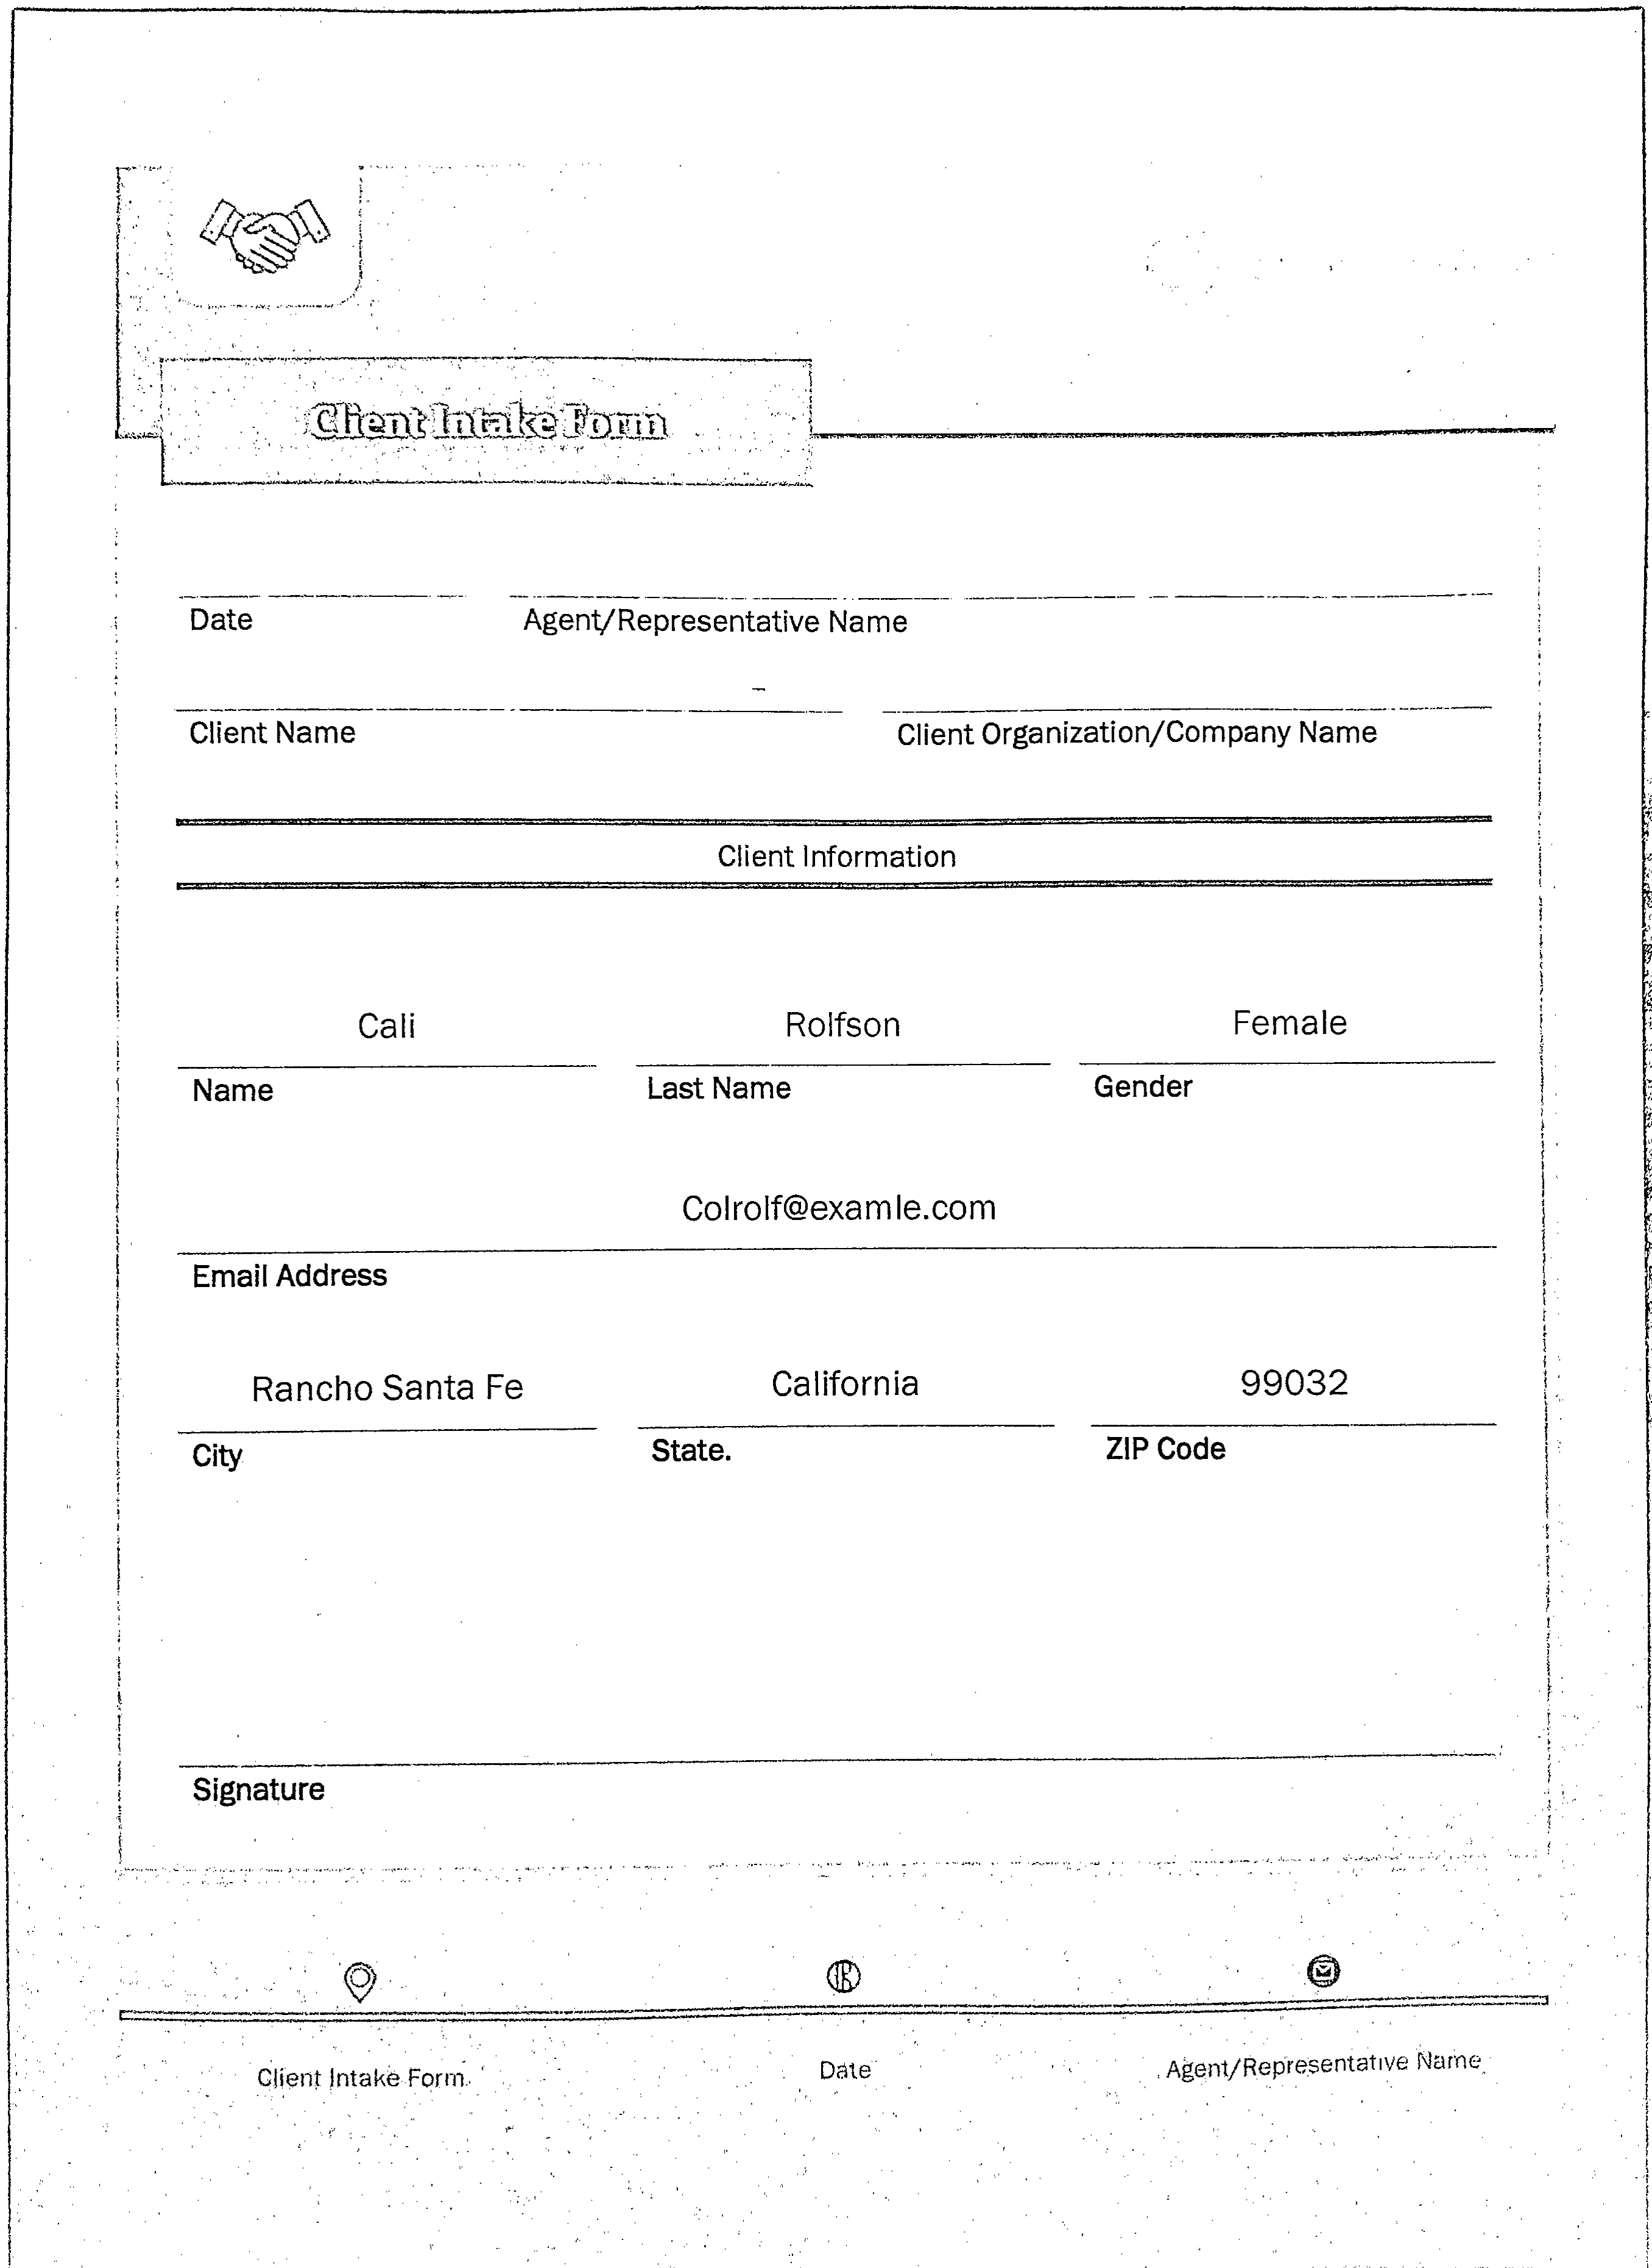 Client Intake Form
Date Agent/Representative Name
Client Name Client Organization/Company Name
Client Information
Cali Rolfson Female
Name Last Name Gender
Colrolf@examle.com
Email Address
Rancho Santa Fe California 99032
City State. ZIP Code
Signature
Client Intake Form Date Agent/Representative Name